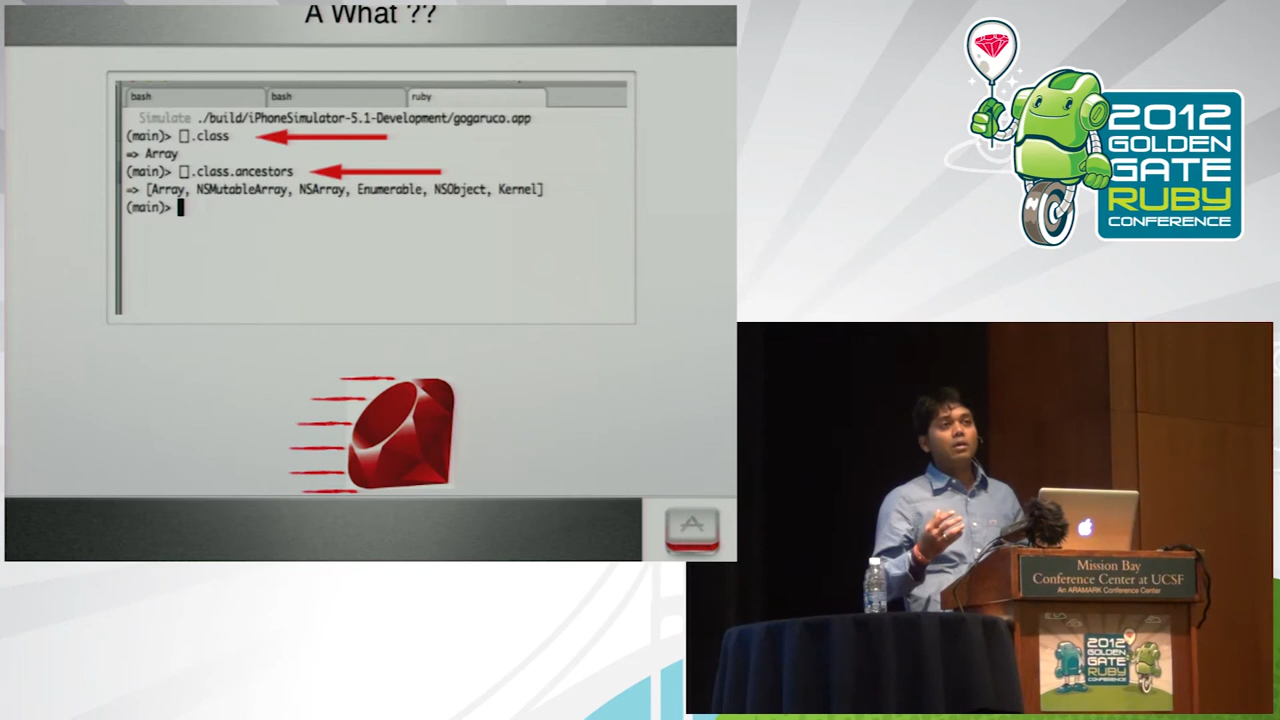 A What ??
bash bash ruby
Simulate ./build/iPhoneSimulator-5.1-Development/gogaruco.app
(main)> [].class
=> Array
(main)> [].class.ancestors
=> [Array, NSMutableArray, NSArray, Enumerable, NSObject, Kernel]
(main)>
2012
GOLDEN
GATE
RUBY
CONFERENCE
Mission Bay
Conference Center at UCSF
An ARAMARK Conference Center
2012
GOLDEN
GATE
RUBY
CONFERENCE